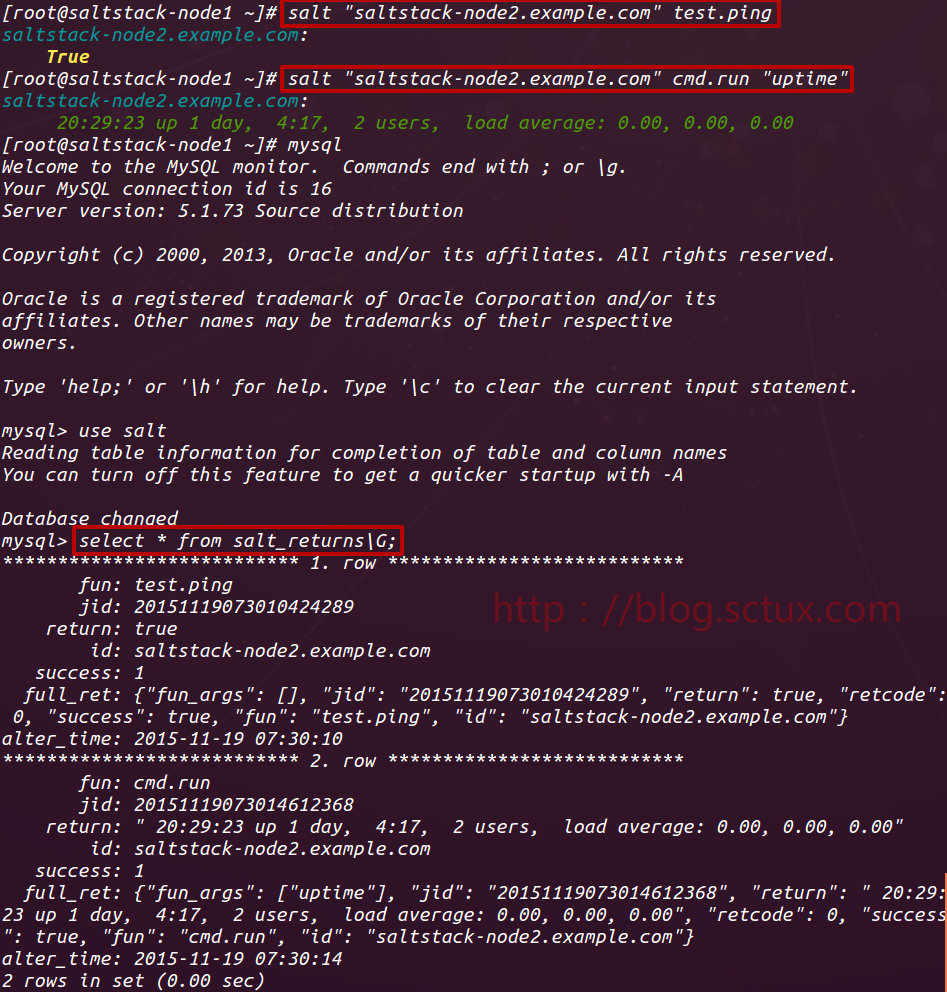 [root@saltstack-node1 ~]# salt "saltstack-node2.example.com" test.ping
saltstack-node2.example.com:
    True
[root@saltstack-node1 ~]# salt "saltstack-node2.example.com" cmd.run "uptime"
saltstack-node2.example.com:
     20:29:23 up 1 day,  4:17,  2 users,  load average: 0.00, 0.00, 0.00
[root@saltstack-node1 ~]# mysql
Welcome to the MySQL monitor.  Commands end with ; or \g.
Your MySQL connection id is 16
Server version: 5.1.73 Source distribution

Copyright (c) 2000, 2013, Oracle and/or its affiliates. All rights reserved.

Oracle is a registered trademark of Oracle Corporation and/or its
affiliates. Other names may be trademarks of their respective
owners.

Type 'help;' or '\h' for help. Type '\c' to clear the current input statement.

mysql> use salt
Reading table information for completion of table and column names
You can turn off this feature to get a quicker startup with -A

Database changed
mysql> select * from salt_returns\G;
*************************** 1. row ***************************
       fun: test.ping
       jid: 20151119073010424289
    return: true
        id: saltstack-node2.example.com
   success: 1
  full_ret: {"fun_args": [], "jid": "20151119073010424289", "return": true, "retcode":
 0, "success": true, "fun": "test.ping", "id": "saltstack-node2.example.com"}
alter_time: 2015-11-19 07:30:10
*************************** 2. row ***************************
       fun: cmd.run
       jid: 20151119073014612368
    return: " 20:29:23 up 1 day,  4:17,  2 users,  load average: 0.00, 0.00, 0.00"
        id: saltstack-node2.example.com
   success: 1
  full_ret: {"fun_args": ["uptime"], "jid": "20151119073014612368", "return": " 20:29:
23 up 1 day,  4:17,  2 users,  load average: 0.00, 0.00, 0.00", "retcode": 0, "success
": true, "fun": "cmd.run", "id": "saltstack-node2.example.com"}
alter_time: 2015-11-19 07:30:14
2 rows in set (0.00 sec)
http：//blog.sctux.com